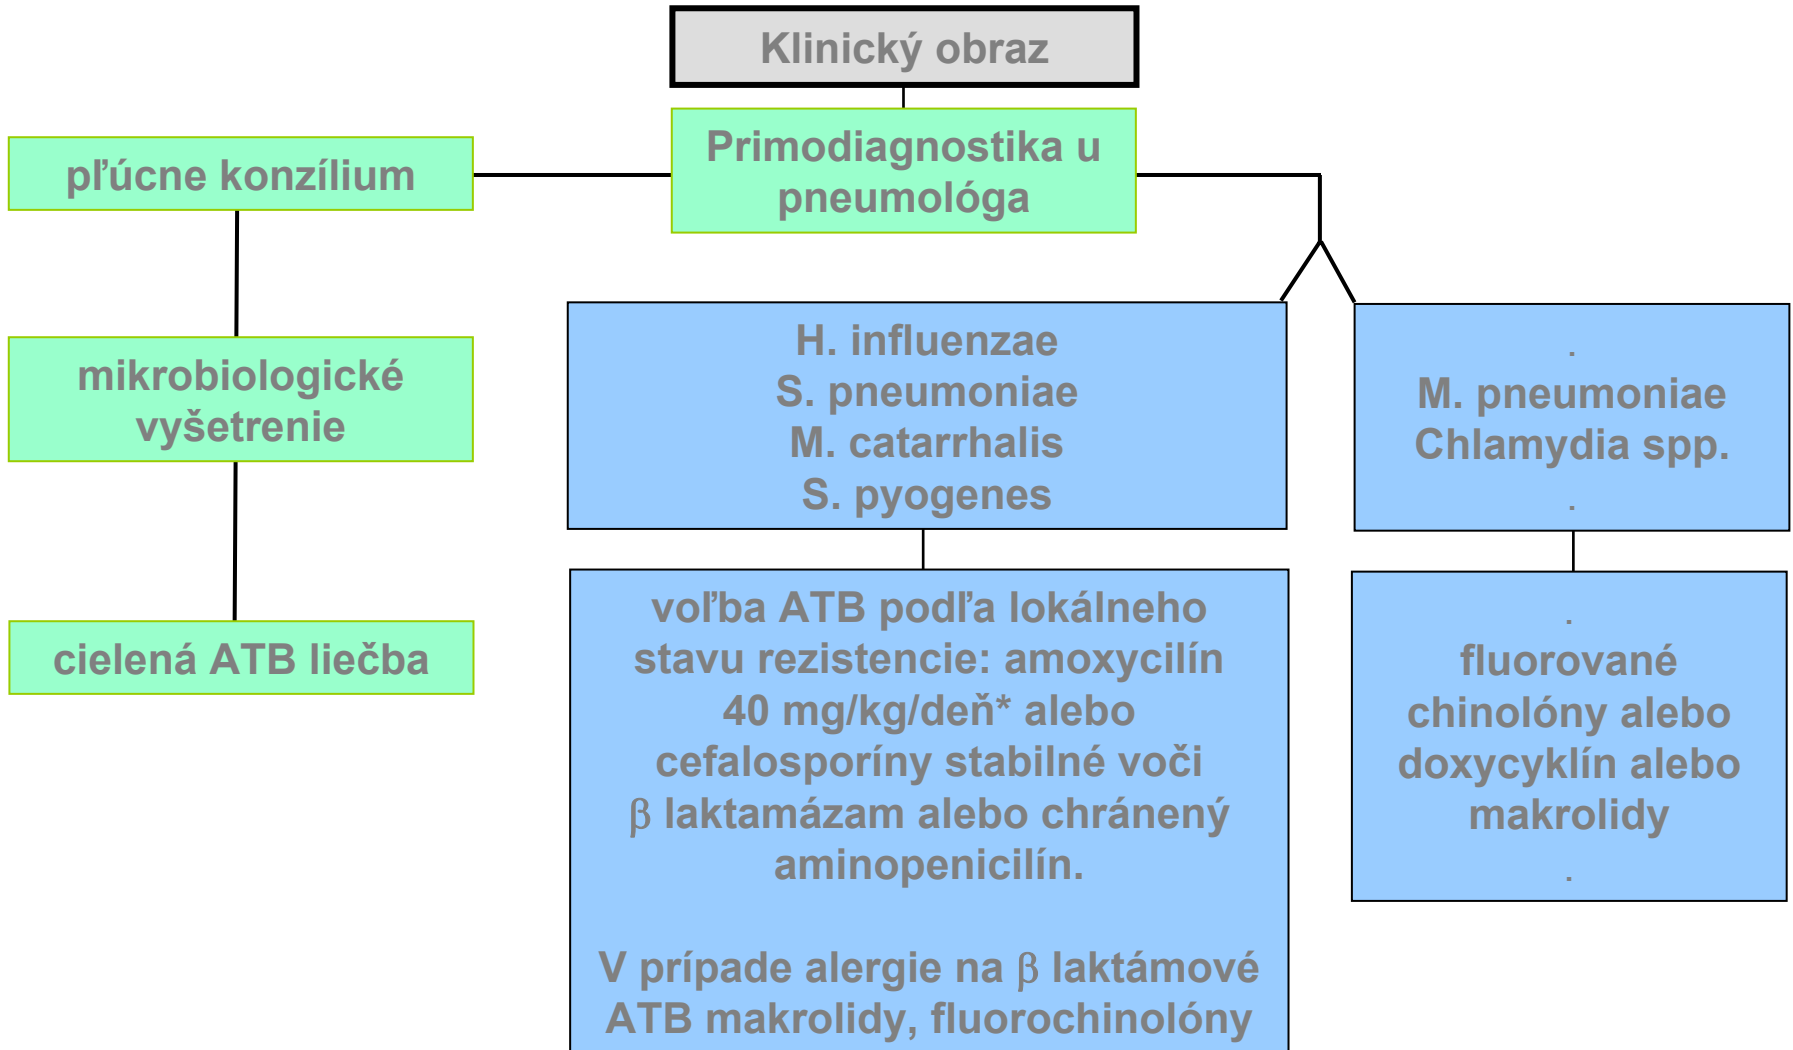 Klinický obraz
Primodiagnostika u
pneumológa
pľúcne konzílium
mikrobiologické
vyšetrenie
cielená ATB liečba
H. influenzae
S. pneumoniae
M. catarrhalis
S. pyogenes
.
M. pneumoniae
Chlamydia spp.
.
voľba ATB podľa lokálneho
stavu rezistencie: amoxycilín
40 mg/kg/deň* alebo
cefalosporíny stabilné voči
β laktamázam alebo chránený
aminopenicilín.
V prípade alergie na β laktámové
ATB makrolidy, fluorochinolóny
.
fluorované
chinolóny alebo
doxycyklín alebo
makrolidy
.